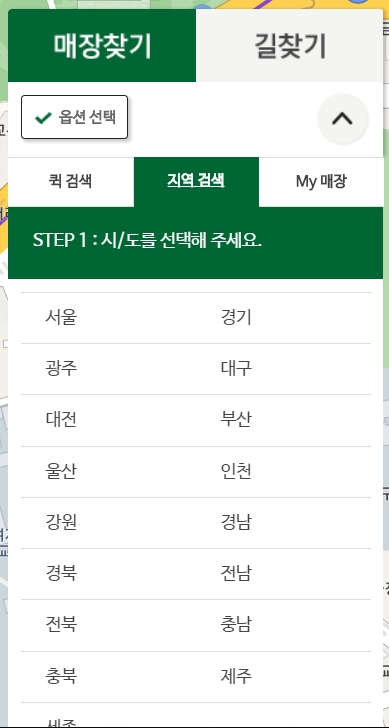 매장찾기 길찾기
옵션 선택
퀵 검색 지역 검색 My 매장
STEP 1 : 시/도를 선택해 주세요.
서울 경기
광주 대구
대전 부산
울산 인천
강원 경남
경북 전남
전북 충남
충북 제주
세종